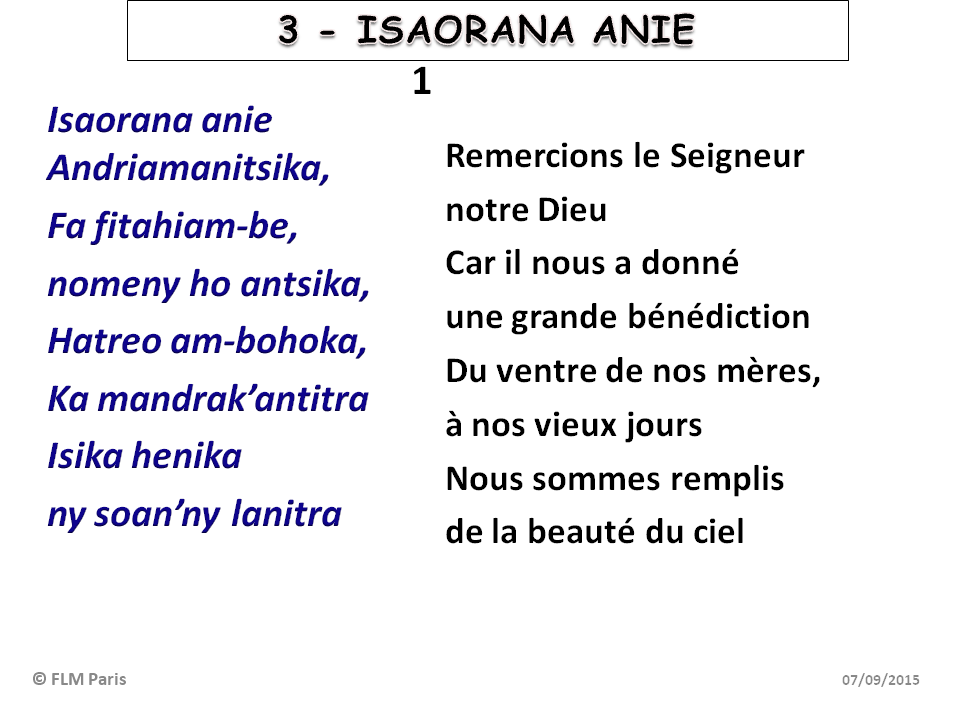 3 - ISAORANA ANIE
1
Isaorana anie
Andriamanitsika,
Fa fitahiam-be,
nomeny ho antsika,
Hatreo am-bohoka,
Ka mandrak’antitra
Isika henika
ny soan’ny lanitra
Remercions le Seigneur
notre Dieu
Car il nous a donné
une grande bénédiction
Du ventre de nos mères,
à nos vieux jours
Nous sommes remplis
de la beauté du ciel
© FLM Paris
07/09/2015